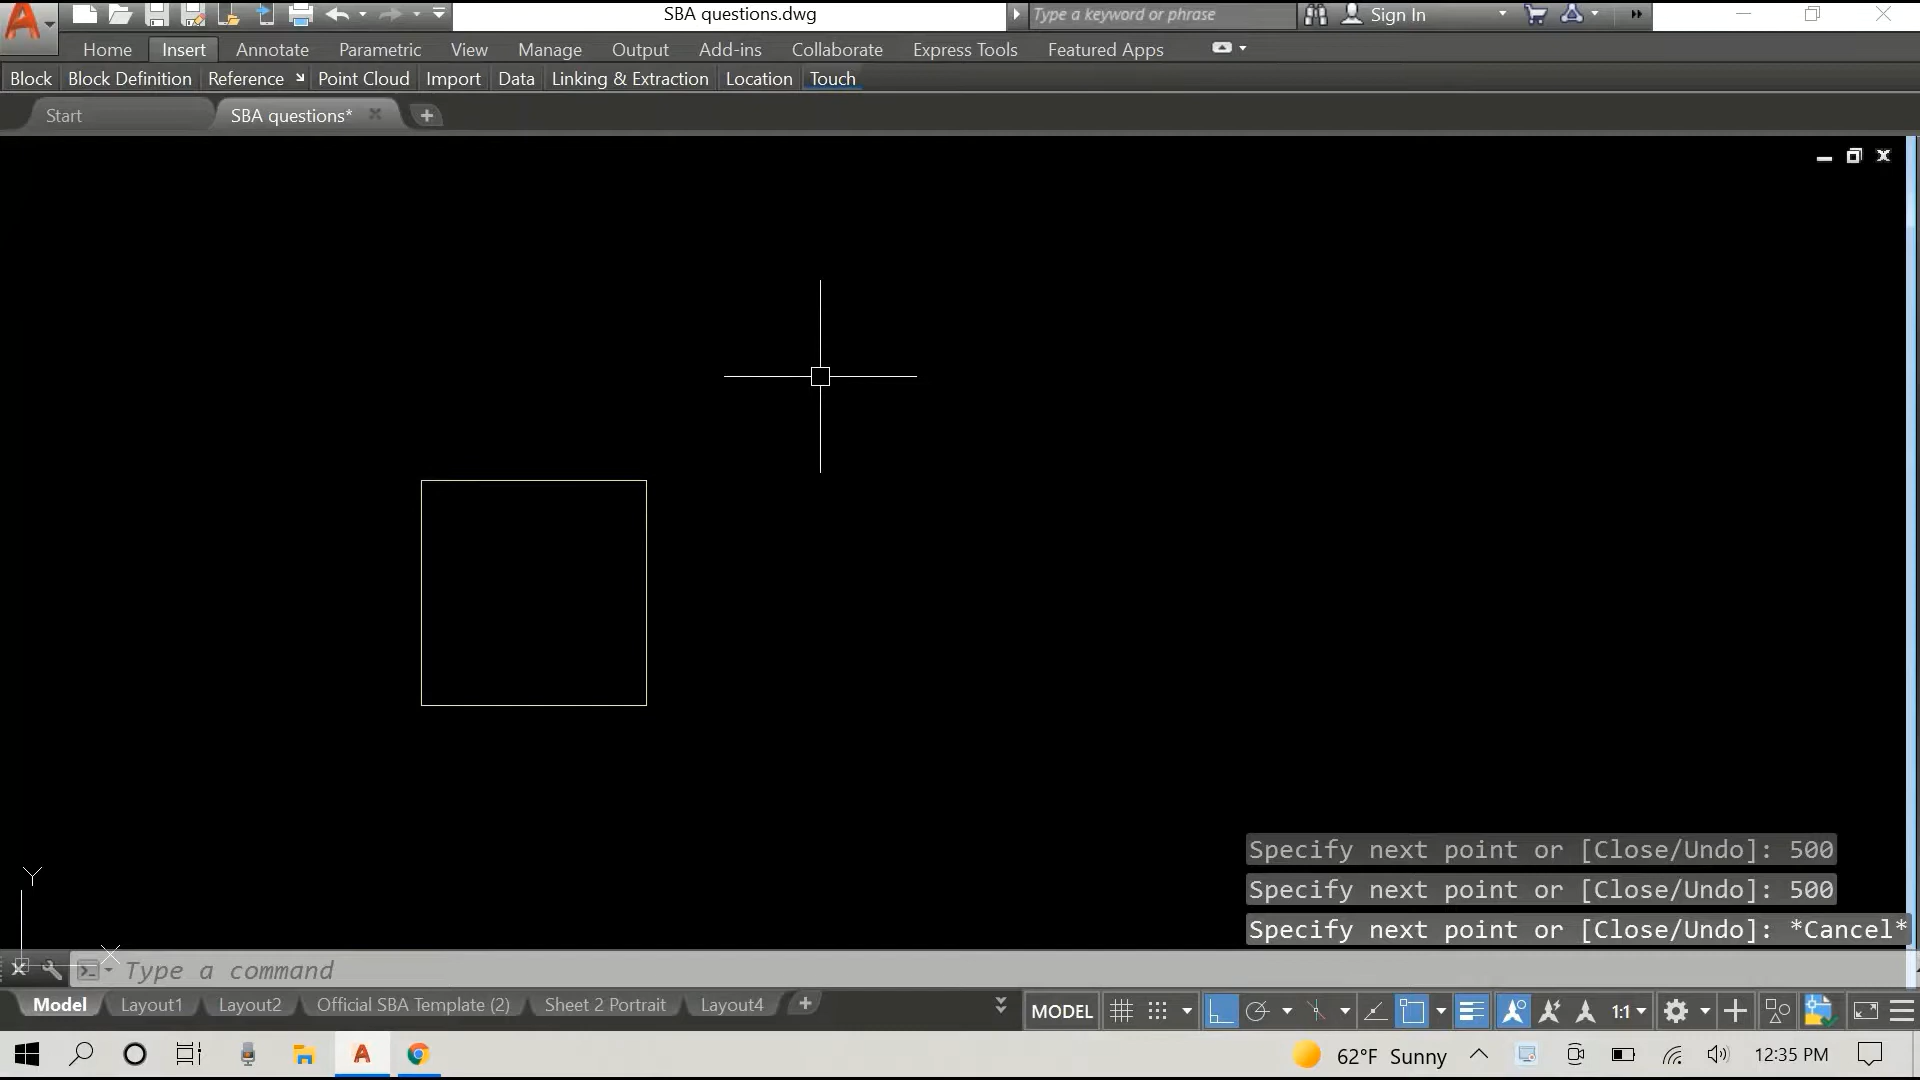 SBA questions.dwg
Type a keyword or phrase
Sign In
Home Insert Annotate Parametric View Manage Output Add-ins Collaborate Express Tools Featured Apps
Block Block Definition Reference Point Cloud Import Data Linking & Extraction Location Touch
Start SBA questions*
Specify next point or [Close/Undo]: 500
Specify next point or [Close/Undo]: 500
Specify next point or [Close/Undo]: *Cancel*
Y
X
Type a command
Model Layout1 Layout2 Official SBA Template (2) Sheet 2 Portrait Layout4 MODEL 1:1
62°F Sunny 12:35 PM